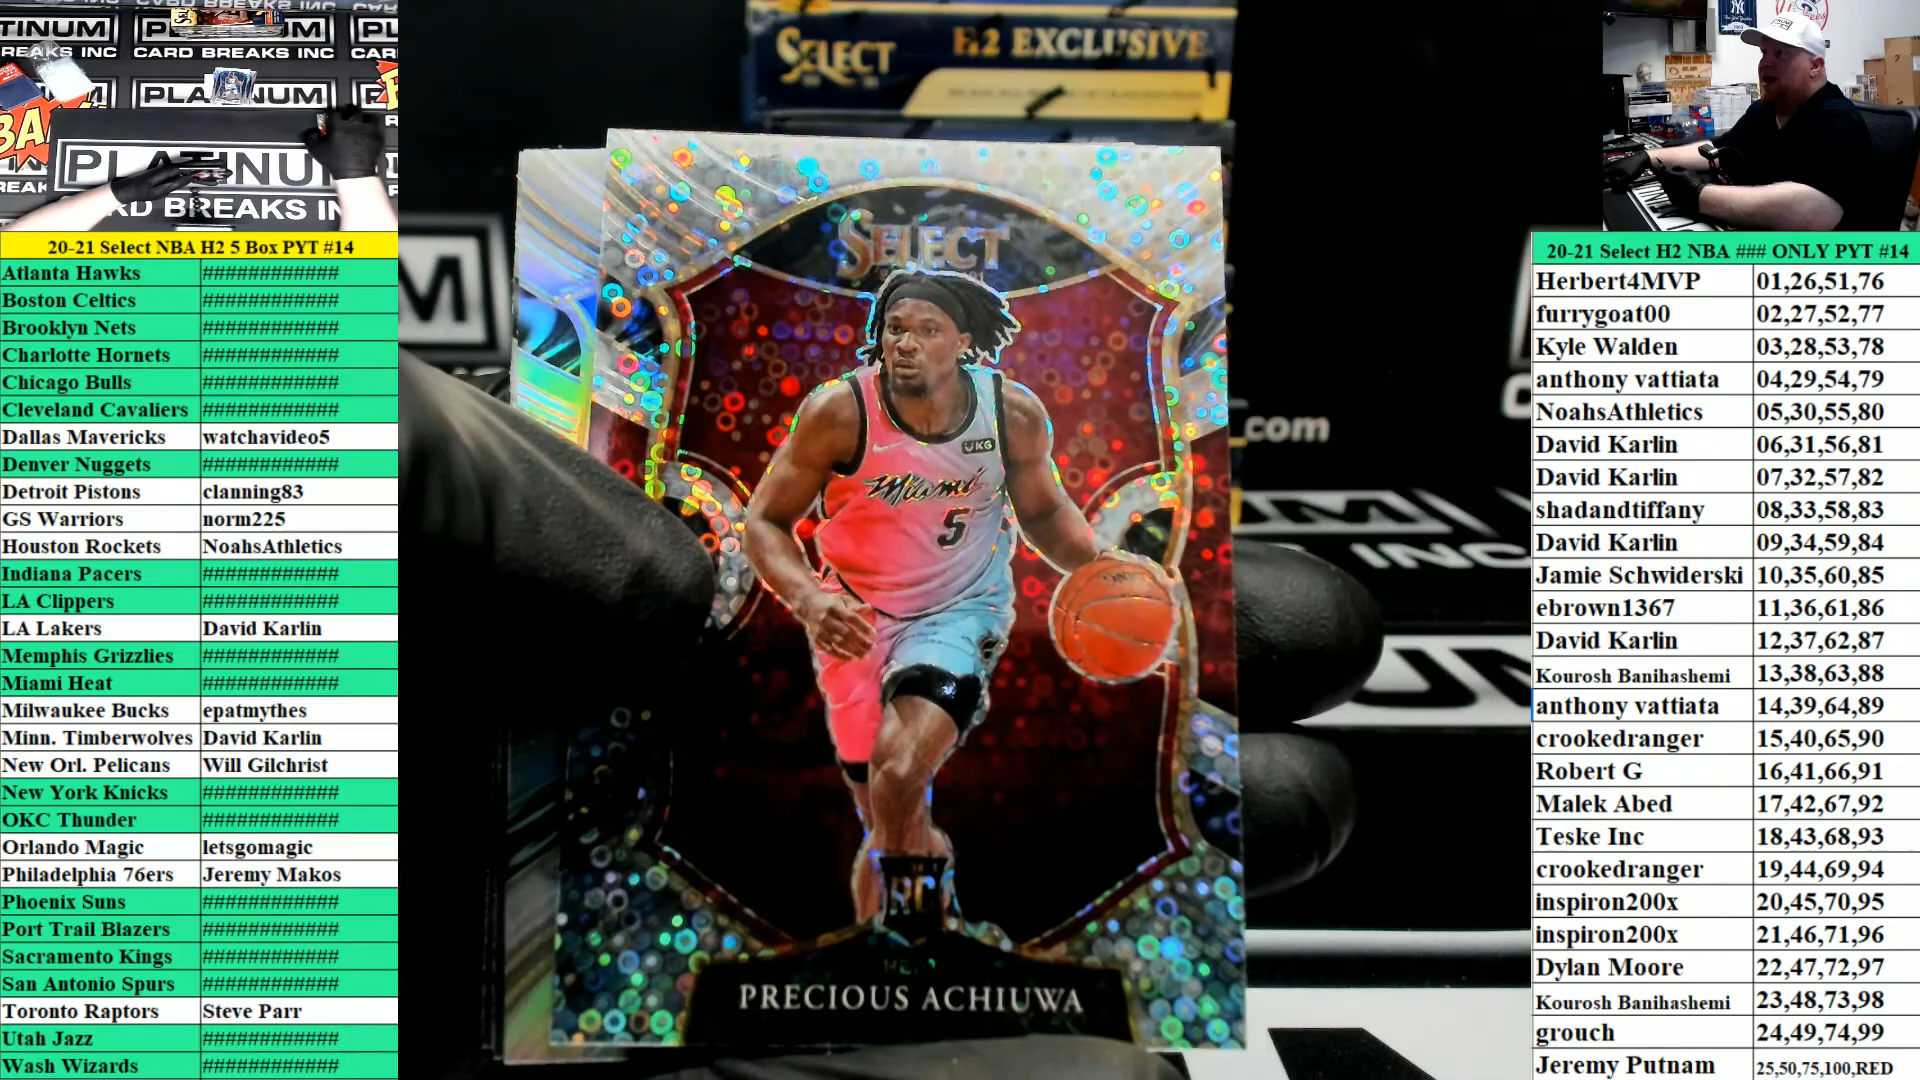 TINUM
REAKS INC
CARD BREAKS INC
CARD B
PLATINUM
PLATINU
ARD BREAKS IN
SELECT
H2 EXCLUSIVE
20-21 Select NBA H2 5 Box PYT #14
Atlanta Hawks ############
Boston Celtics ############
Brooklyn Nets ############
Charlotte Hornets ############
Chicago Bulls ############
Cleveland Cavaliers ############
Dallas Mavericks watchavideo5
Denver Nuggets ############
Detroit Pistons clanning83
GS Warriors norm225
Houston Rockets NoahsAthletics
Indiana Pacers ############
LA Clippers ############
LA Lakers David Karlin
Memphis Grizzlies ############
Miami Heat ############
Milwaukee Bucks epatmythes
Minn. Timberwolves David Karlin
New Orl. Pelicans Will Gilchrist
New York Knicks ############
OKC Thunder ############
Orlando Magic letsgomagic
Philadelphia 76ers Jeremy Makos
Phoenix Suns ############
Port Trail Blazers ############
Sacramento Kings ############
San Antonio Spurs ############
Toronto Raptors Steve Parr
Utah Jazz ############
Wash Wizards ############
SELECT
UKG
Miami
5
RC
HEAT
PRECIOUS ACHIUWA
.com
INC
20-21 Select H2 NBA ### ONLY PYT #14
Herbert4MVP 01,26,51,76
furrygoat00 02,27,52,77
Kyle Walden 03,28,53,78
anthony vattiata 04,29,54,79
NoahsAthletics 05,30,55,80
David Karlin 06,31,56,81
David Karlin 07,32,57,82
shadandtiffany 08,33,58,83
David Karlin 09,34,59,84
Jamie Schwiderski 10,35,60,85
ebrown1367 11,36,61,86
David Karlin 12,37,62,87
Kourosh Banihashemi 13,38,63,88
anthony vattiata 14,39,64,89
crookedranger 15,40,65,90
Robert G 16,41,66,91
Malek Abed 17,42,67,92
Teske Inc 18,43,68,93
crookedranger 19,44,69,94
inspiron200x 20,45,70,95
inspiron200x 21,46,71,96
Dylan Moore 22,47,72,97
Kourosh Banihashemi 23,48,73,98
grouch 24,49,74,99
Jeremy Putnam 25,50,75,100,RED